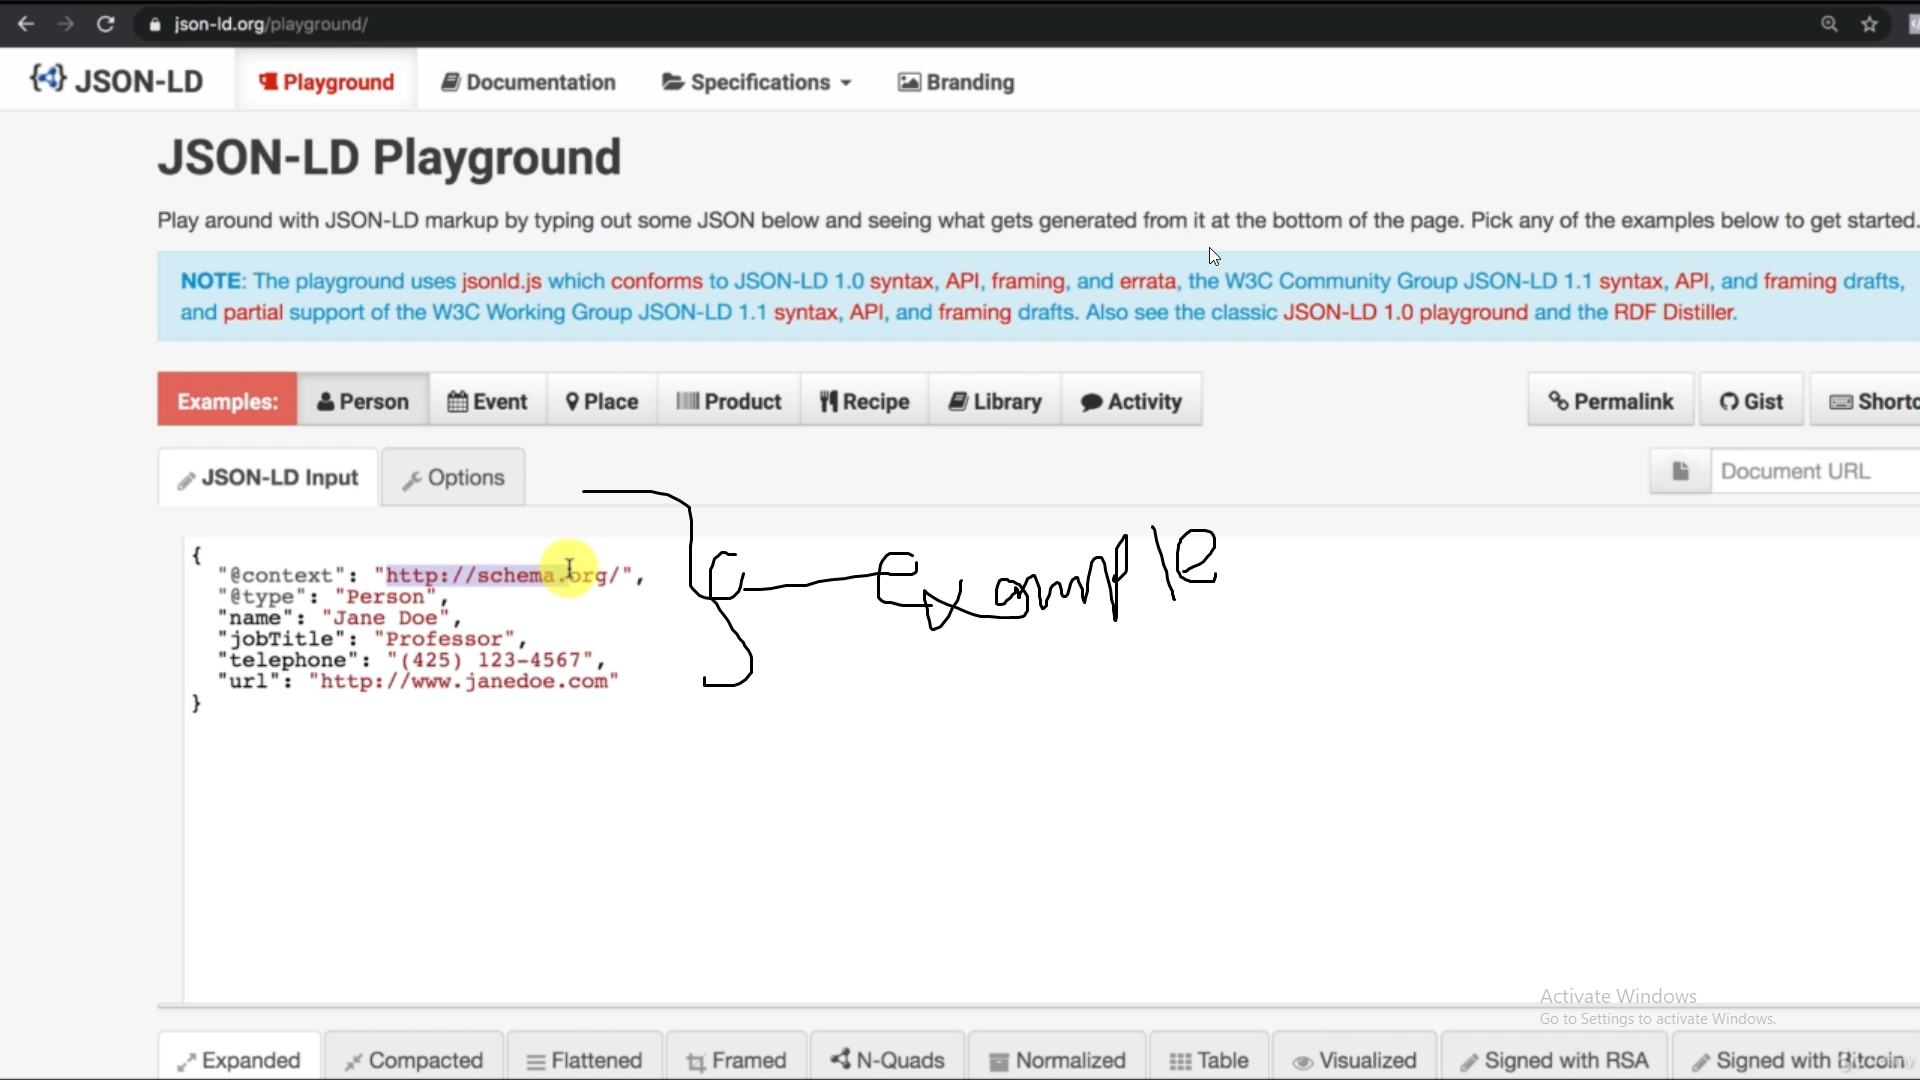 json-ld.org/playground/
JSON-LD Playground Documentation Specifications Branding
JSON-LD Playground
Play around with JSON-LD markup by typing out some JSON below and seeing what gets generated from it at the bottom of the page. Pick any of the examples below to get started.
NOTE: The playground uses jsonld.js which conforms to JSON-LD 1.0 syntax, API, framing, and errata, the W3C Community Group JSON-LD 1.1 syntax, API, and framing drafts,
and partial support of the W3C Working Group JSON-LD 1.1 syntax, API, and framing drafts. Also see the classic JSON-LD 1.0 playground and the RDF Distiller.
Examples: Person Event Place Product Recipe Library Activity Permalink Gist Shortc
JSON-LD Input Options Document URL
{
"@context": "http://schema.org/",
"@type": "Person",
"name": "Jane Doe",
"jobTitle": "Professor",
"telephone": "(425) 123-4567",
"url": "http://www.janedoe.com"
}
Example
Activate Windows
Go to Settings to activate Windows.
Expanded Compacted Flattened Framed N-Quads Normalized Table Visualized Signed with RSA Signed with Bitcoin